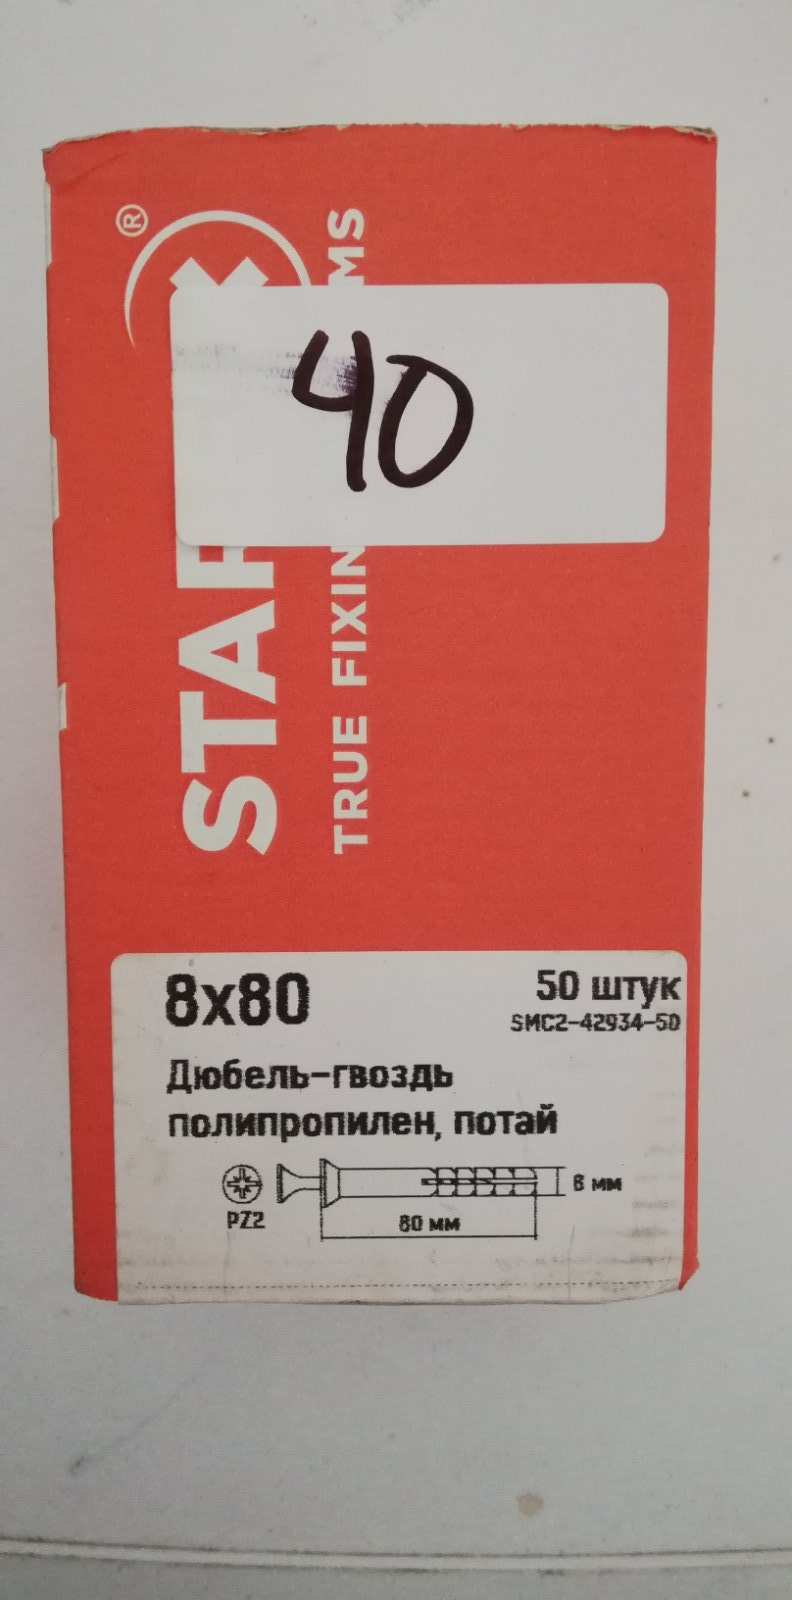 ®
STAR
TRUE FIXIN
MS
40
8x80
50 штук
SMC2-42934-50
Дюбель-гвоздь
полипропилен, потай
PZ2
80 мм
8 мм